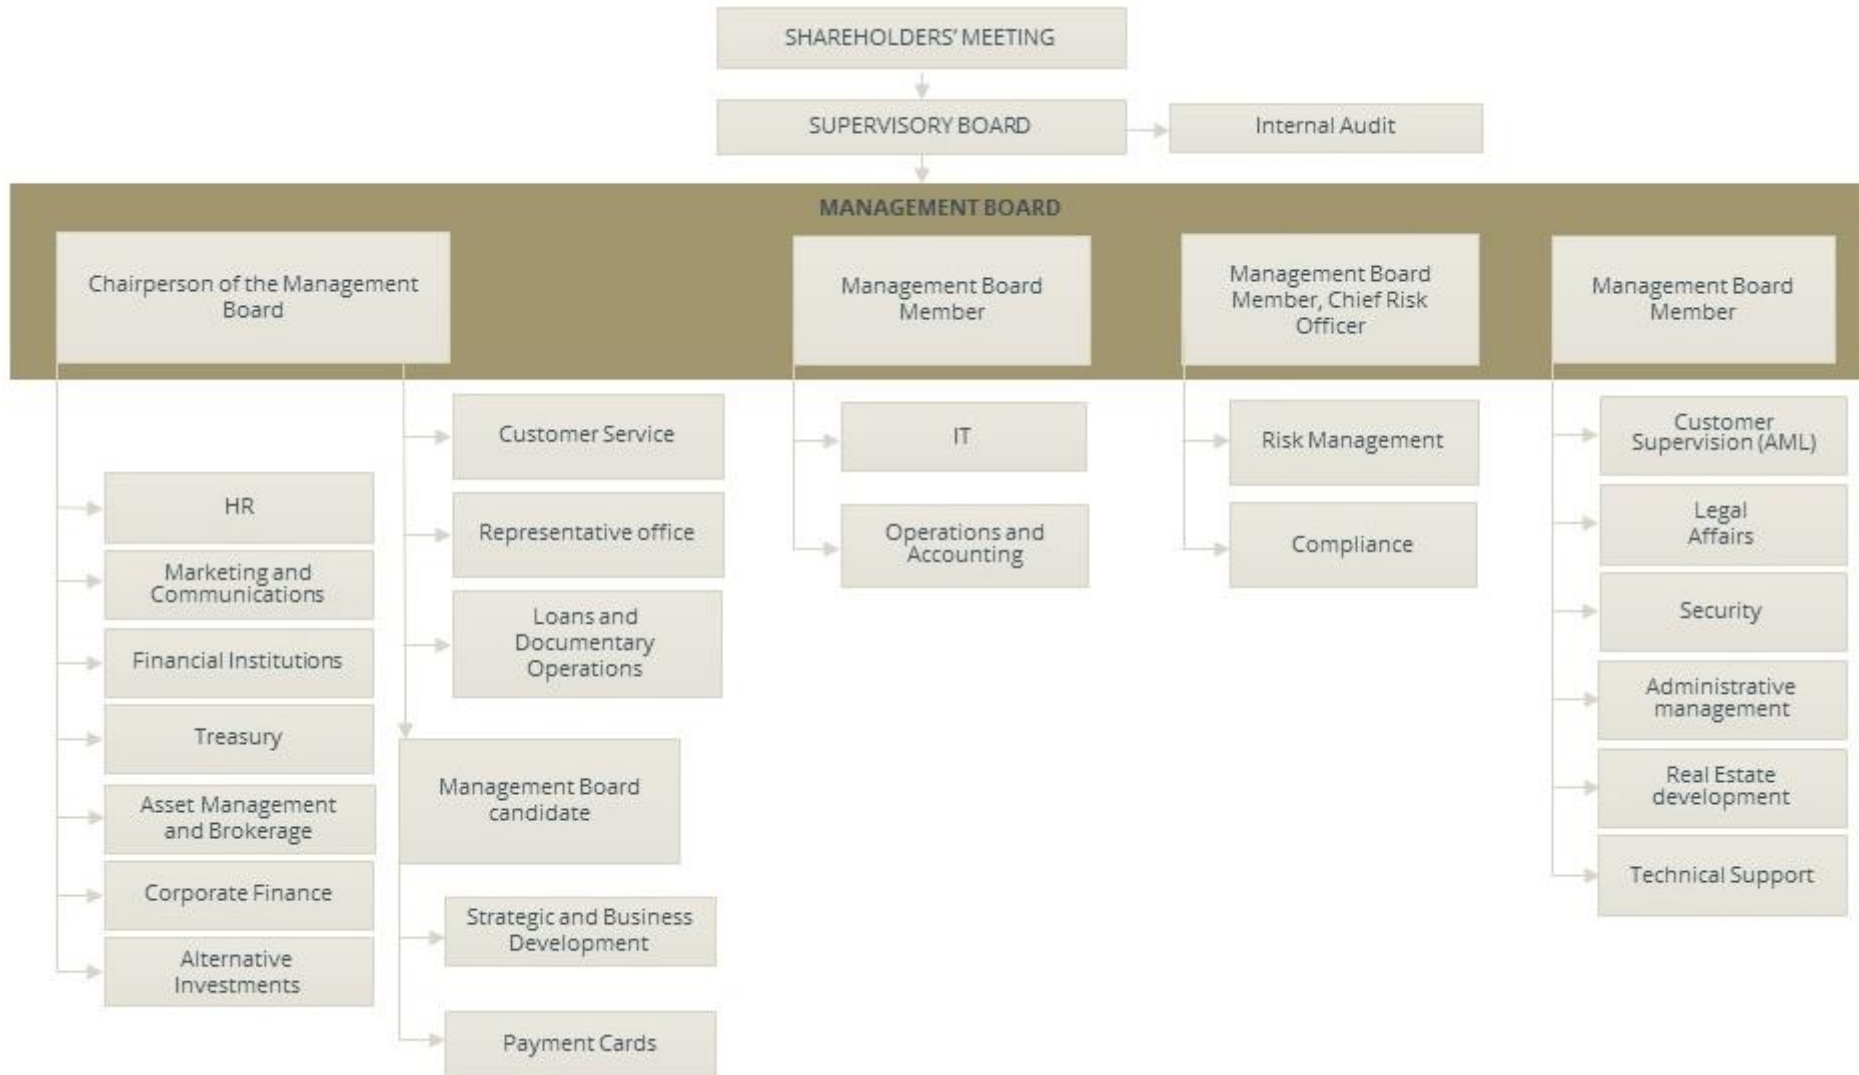 SHAREHOLDERS' MEETING
SUPERVISORY BOARD
Internal Audit
MANAGEMENT BOARD
Chairperson of the Management
Board
Management Board
Member
Management Board
Member, Chief Risk
Officer
Management Board
Member
HR
Marketing and
Communications
Financial Institutions
Treasury
Asset Management
and Brokerage
Corporate Finance
Alternative
Investments
Customer Service
Representative office
Loans and
Documentary
Operations
Management Board
candidate
Strategic and Business
Development
Payment Cards
IT
Operations and
Accounting
Risk Management
Compliance
Customer
Supervision (AML)
Legal
Affairs
Security
Administrative
management
Real Estate
development
Technical Support